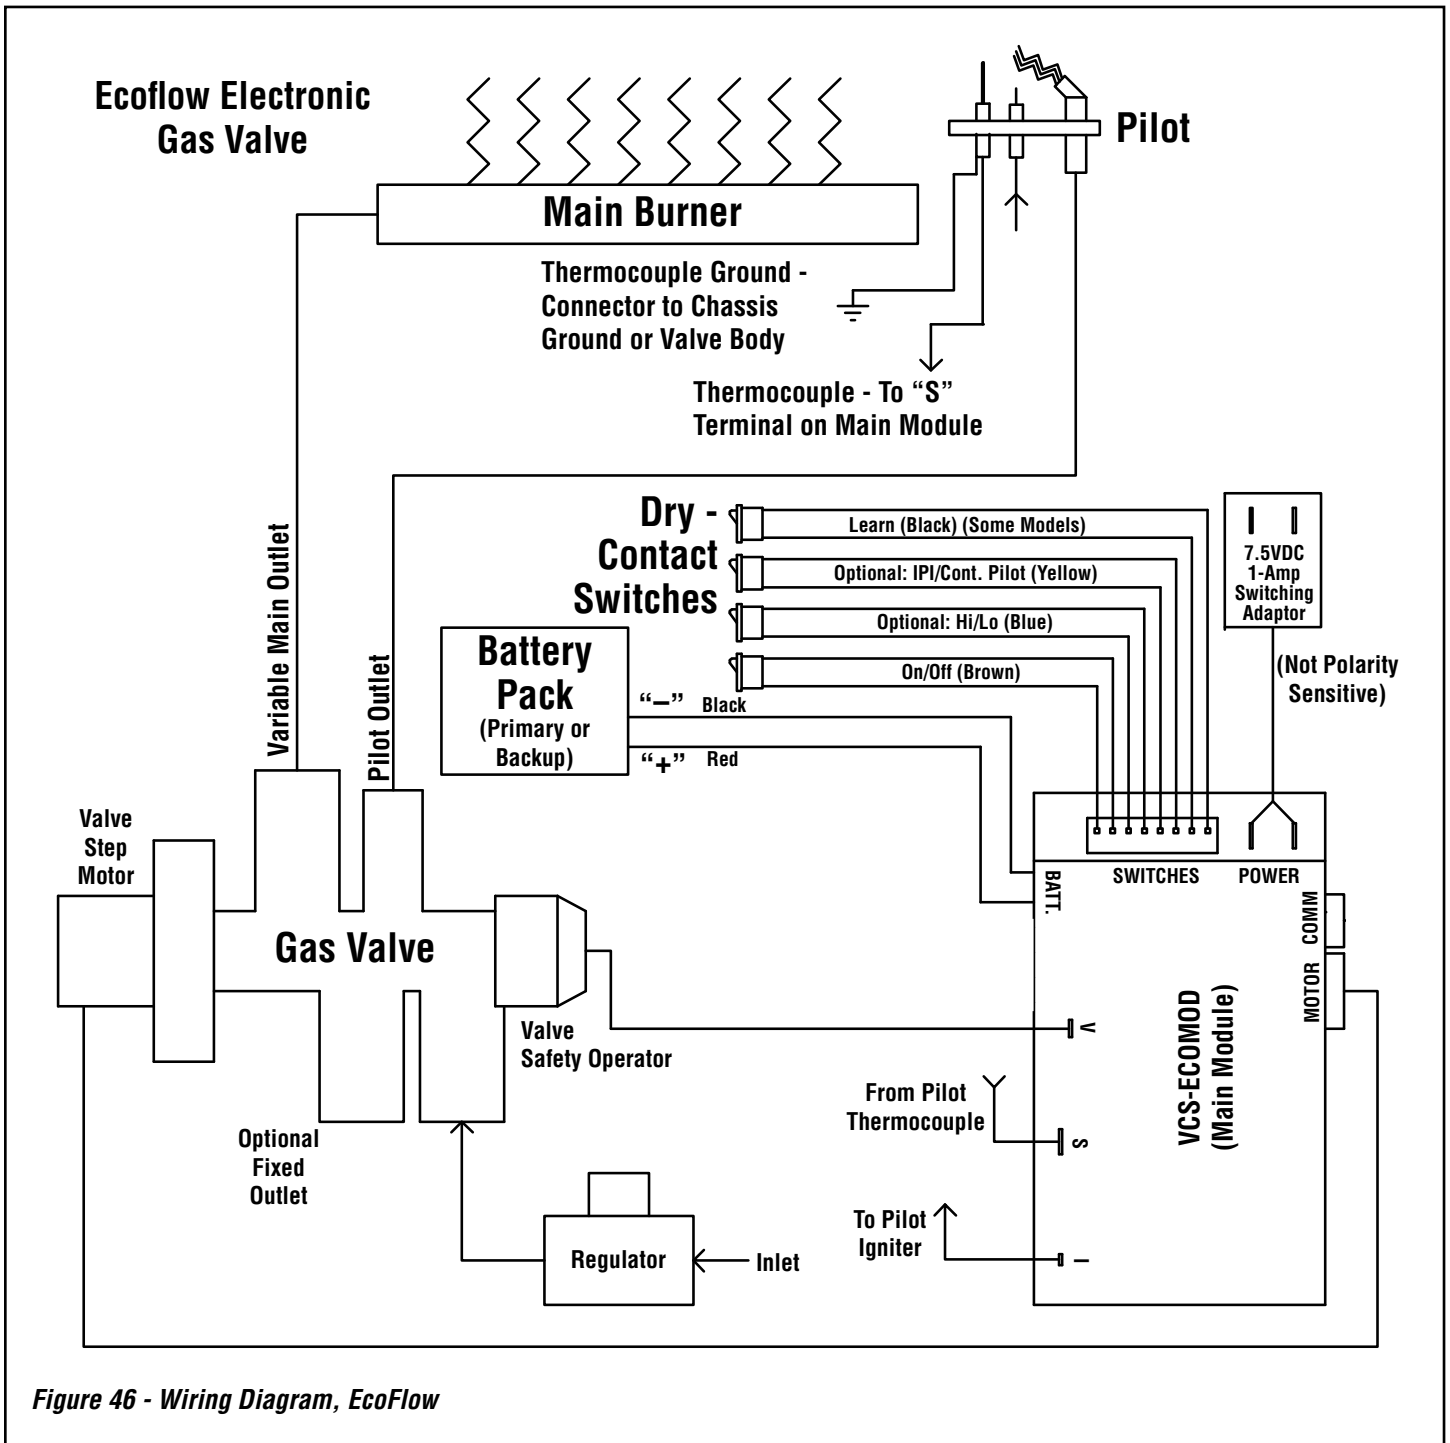 Ecoflow Electronic
Gas Valve
Pilot
Main Burner
Thermocouple Ground -
Connector to Chassis
Ground or Valve Body
Thermocouple - To “S”
Terminal on Main Module
Variable Main Outlet
Pilot Outlet
Dry -
Contact
Switches
Learn (Black) (Some Models)
Optional: IPI/Cont. Pilot (Yellow)
Optional: Hi/Lo (Blue)
On/Off (Brown)
7.5VDC
1-Amp
Switching
Adaptor
(Not Polarity
Sensitive)
Battery
Pack
(Primary or
Backup)
“–” Black
“+” Red
Valve
Step
Motor
Gas Valve
Valve
Safety Operator
Optional
Fixed
Outlet
Regulator
Inlet
SWITCHES
POWER
BATT.
COMM
MOTOR
VCS-ECOMOD
(Main Module)
V
From Pilot
Thermocouple
S
To Pilot
Igniter
I
Figure 46 - Wiring Diagram, EcoFlow